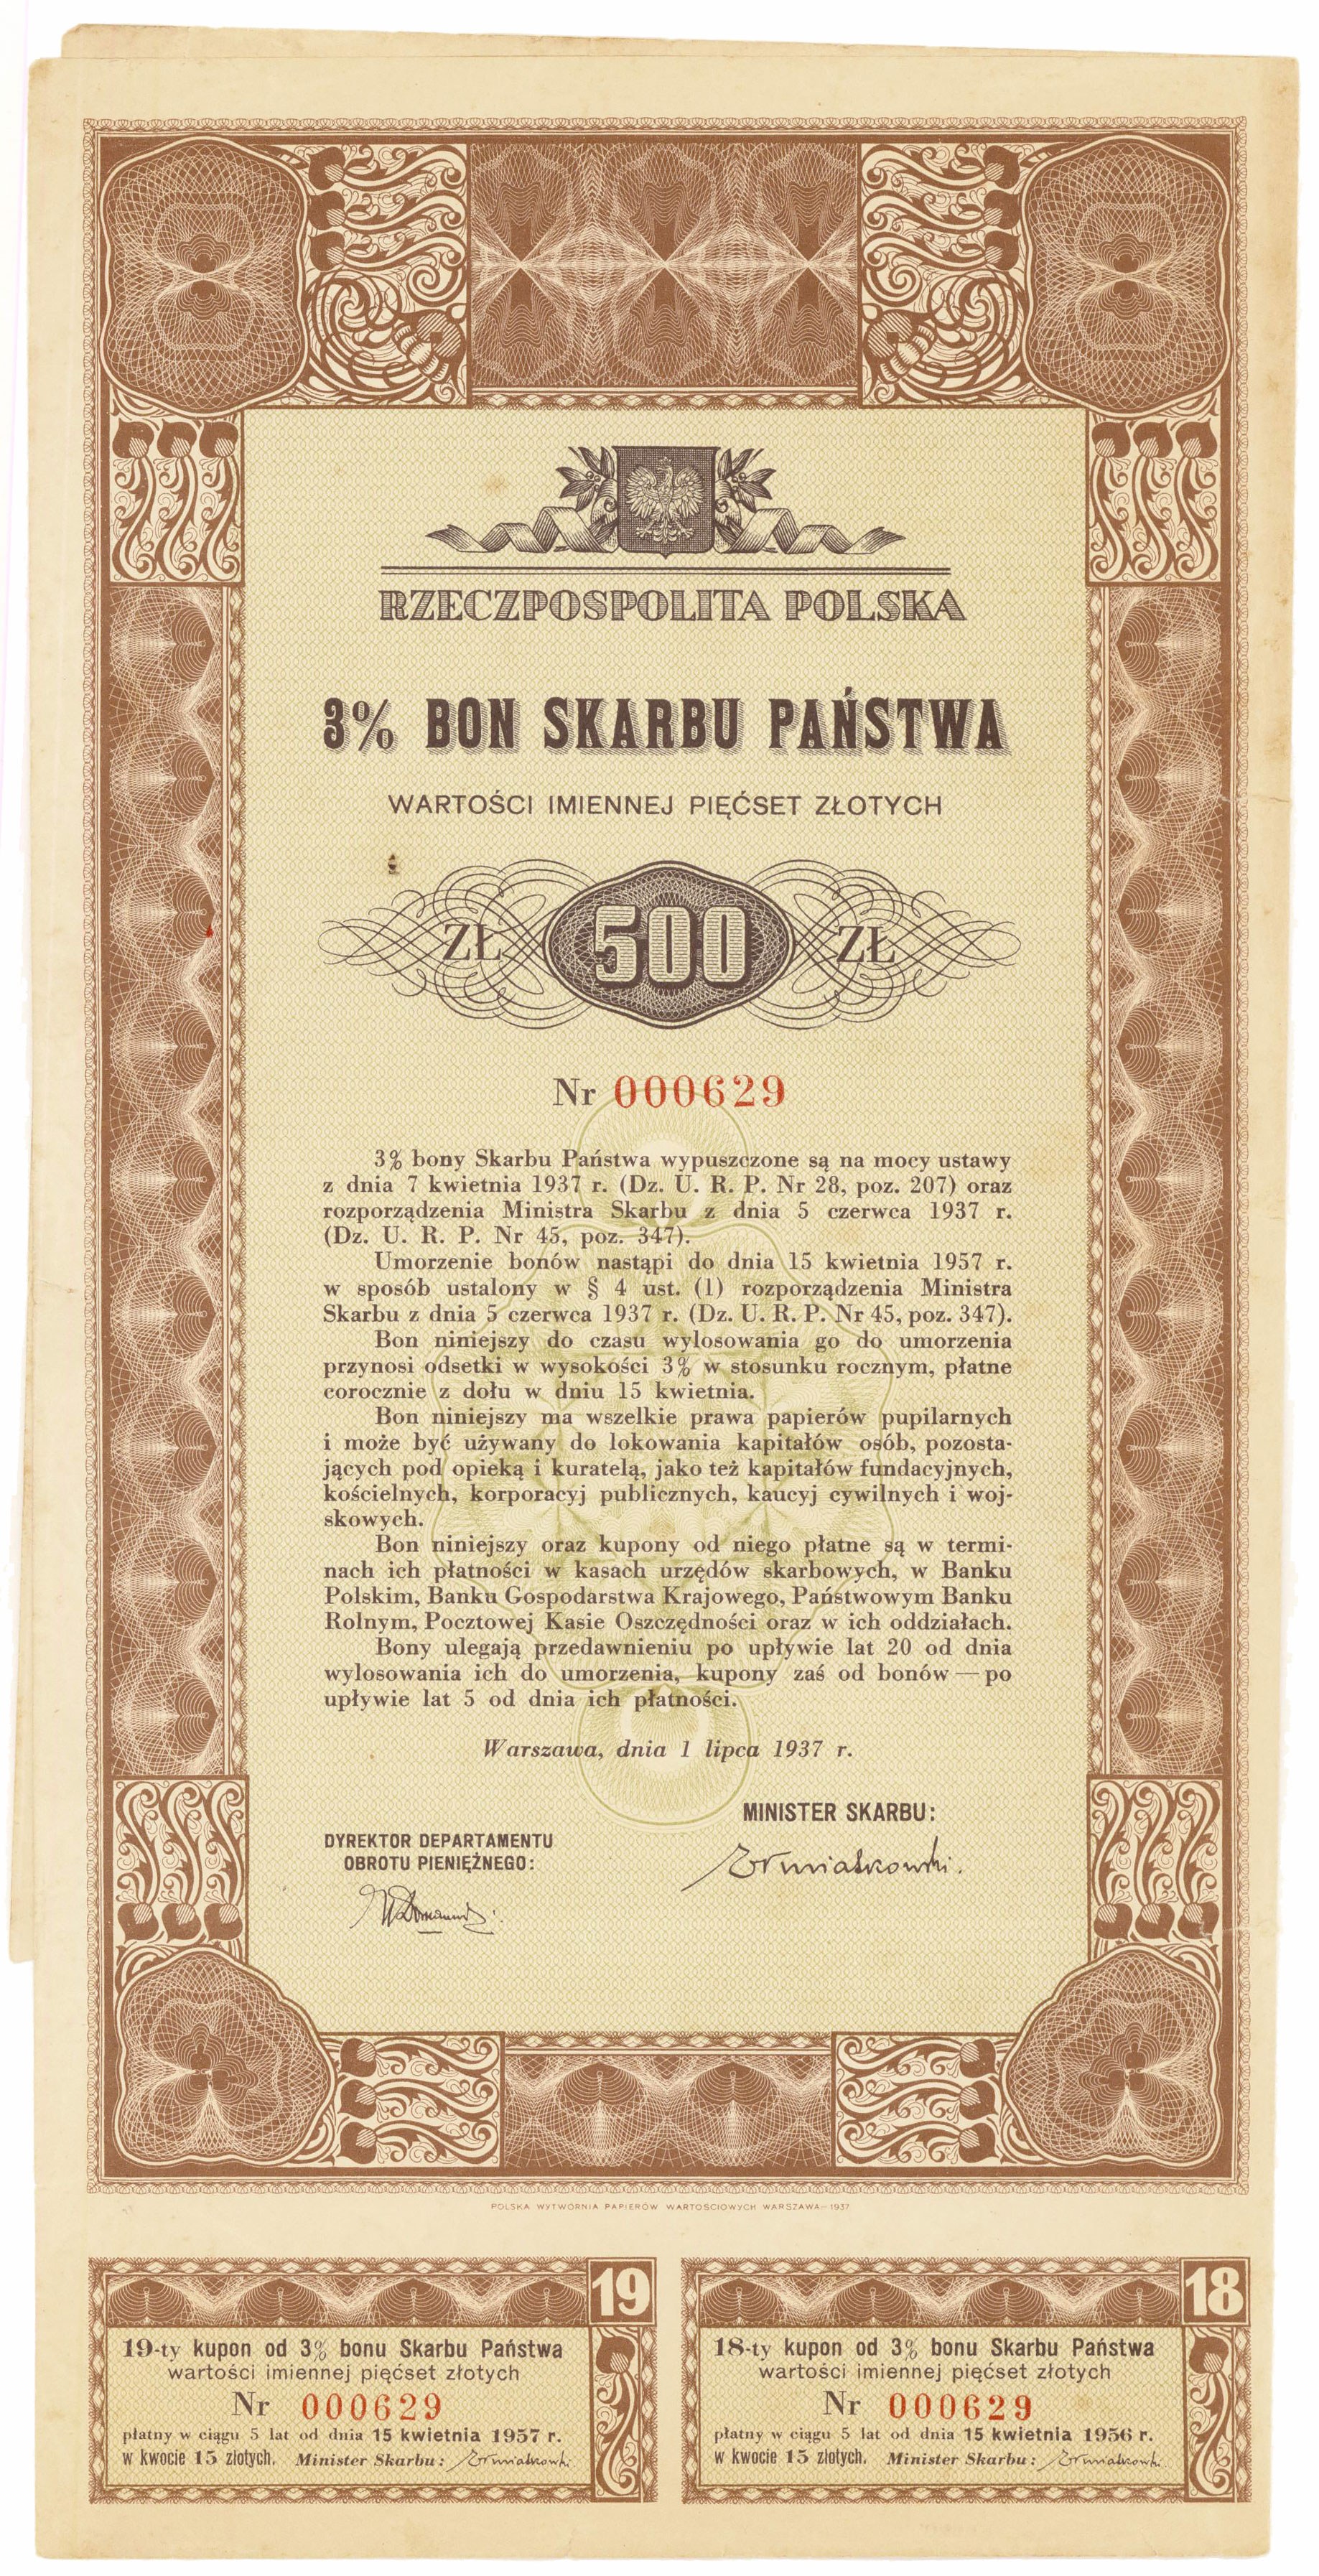 RZECZPOSPOLITA POLSKA
3% BON SKARBU PAŃSTWA
WARTOŚCI IMIENNEJ PIĘĆSET ZŁOTYCH
ZŁ 500 ZŁ
Nr 000629
3% bony Skarbu Państwa wypuszczone są na mocy ustawy
z dnia 7 kwietnia 1937 r. (Dz. U. R. P. Nr 28, poz. 207) oraz
rozporządzenia Ministra Skarbu z dnia 5 czerwca 1937 r.
(Dz. U. R. P. Nr 45, poz. 347).
Umorzenie bonów nastąpi do dnia 15 kwietnia 1957 r.
w sposób ustalony w § 4 ust. (1) rozporządzenia Ministra
Skarbu z dnia 5 czerwca 1937 r. (Dz. U. R. P. Nr 45, poz. 347).
Bon niniejszy do czasu wylosowania go do umorzenia
przynosi odsetki w wysokości 3% w stosunku rocznym, płatne
corocznie z dołu w dniu 15 kwietnia.
Bon niniejszy ma wszelkie prawa papierów pupilarnych
i może być używany do lokowania kapitałów osób, pozosta-
jących pod opieką i kuratelą, jako też kapitałów fundacyjnych,
kościelnych, korporacyj publicznych, kaucyj cywilnych i woj-
skowych.
Bon niniejszy oraz kupony od niego płatne są w termi-
nach ich płatności w kasach urzędów skarbowych, w Banku
Polskim, Banku Gospodarstwa Krajowego, Państwowym Banku
Rolnym, Pocztowej Kasie Oszczędności oraz w ich oddziałach.
Bony ulegają przedawnieniu po upływie lat 20 od dnia
wylosowania ich do umorzenia, kupony zaś od bonów — po
upływie lat 5 od dnia ich płatności.
Warszawa, dnia 1 lipca 1937 r.
MINISTER SKARBU:
DYREKTOR DEPARTAMENTU
OBROTU PIENIĘŻNEGO:
POLSKA WYTWÓRNIA PAPIERÓW WARTOŚCIOWYCH WARSZAWA—1937
19
19-ty kupon od 3% bonu Skarbu Państwa
wartości imiennej pięćset złotych
Nr 000629
płatny w ciągu 5 lat od dnia 15 kwietnia 1957 r.
w kwocie 15 złotych. Minister Skarbu:
18
18-ty kupon od 3% bonu Skarbu Państwa
wartości imiennej pięćset złotych
Nr 000629
płatny w ciągu 5 lat od dnia 15 kwietnia 1956 r.
w kwocie 15 złotych. Minister Skarbu: